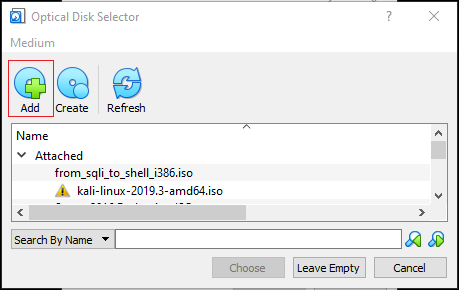 Optical Disk Selector
Medium
Add Create Refresh
Name
Attached
from_sqli_to_shell_i386.iso
kali-linux-2019.3-amd64.iso
Search By Name
Choose Leave Empty Cancel